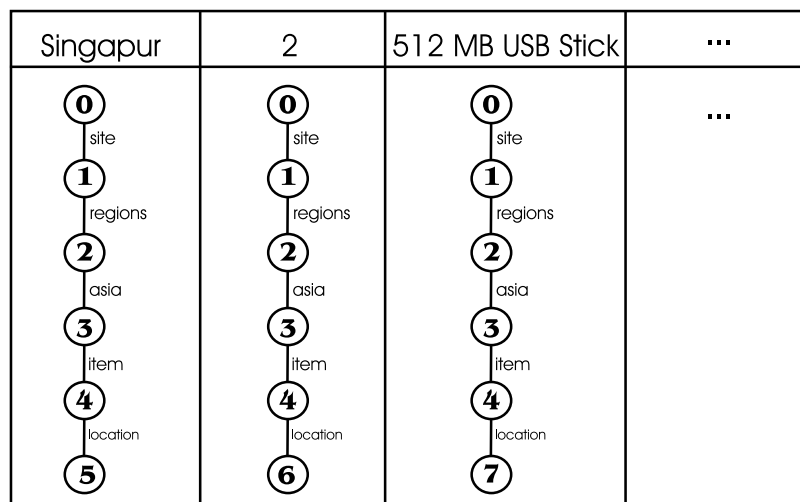 Singapur 2 512 MB USB Stick ...
0 0 0 ...
site site site
1 1 1
regions regions regions
2 2 2
asia asia asia
3 3 3
item item item
4 4 4
location location location
5 6 7